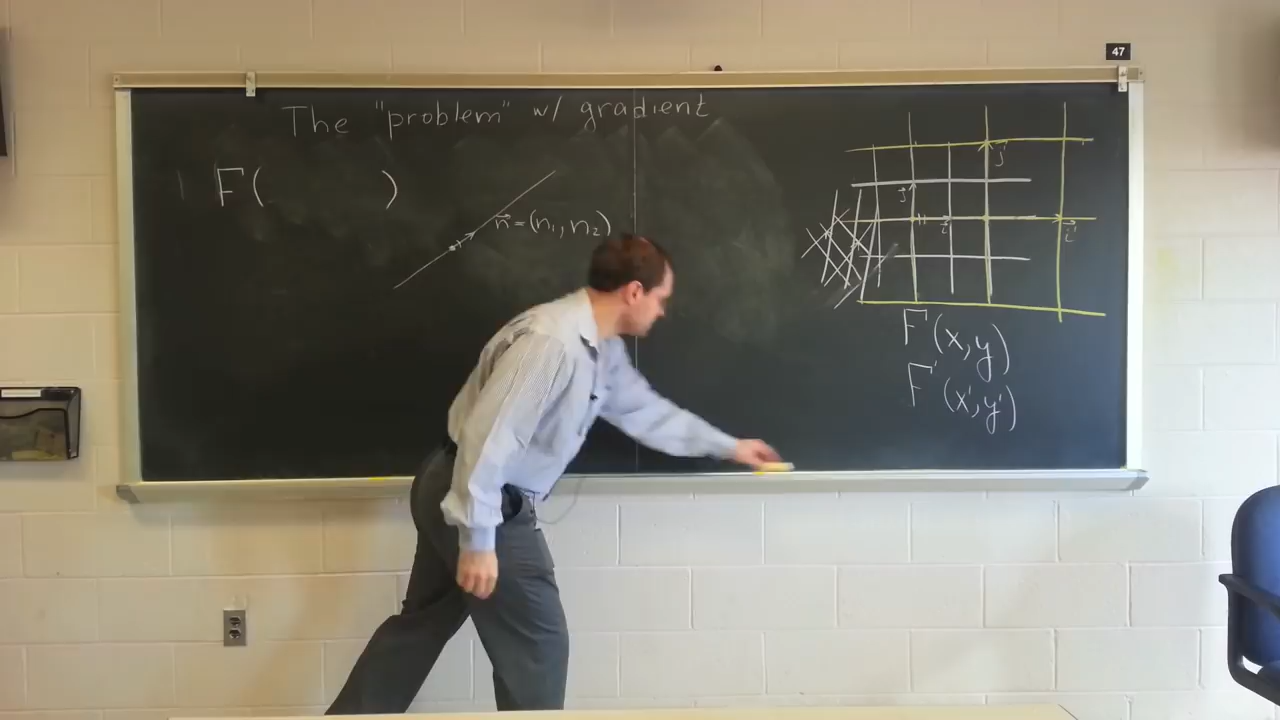 47
The "problem" w/ gradient
F(      )
n⃗ = (n₁, n₂)
j⃗'
j⃗
i⃗
i⃗'
F(x,y)
F'(x',y')